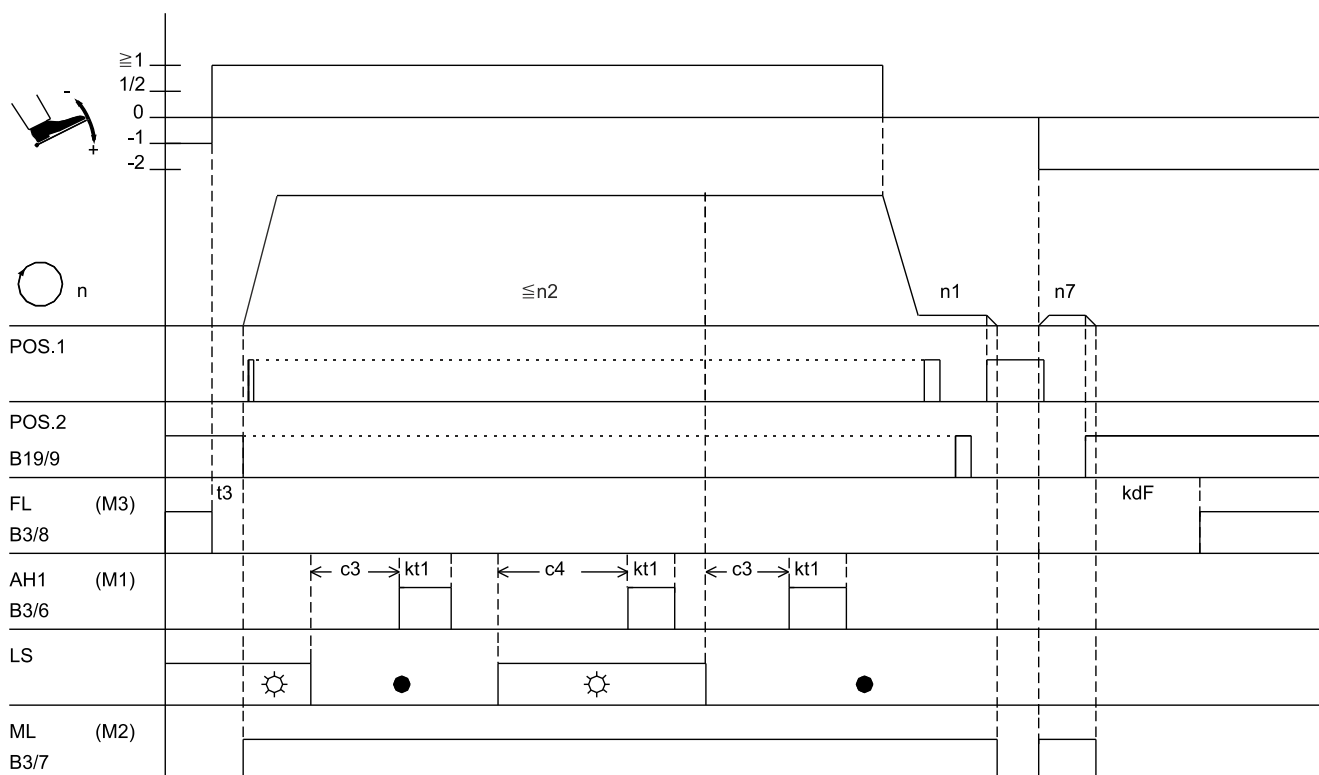 ≧1
1/2
0
-1
-2
-
+
n
≦n2
n1
n7
POS.1
POS.2
B19/9
FL (M3)
B3/8
t3
kdF
AH1 (M1)
B3/6
c3 kt1 c4 kt1 c3 kt1
LS
ML (M2)
B3/7